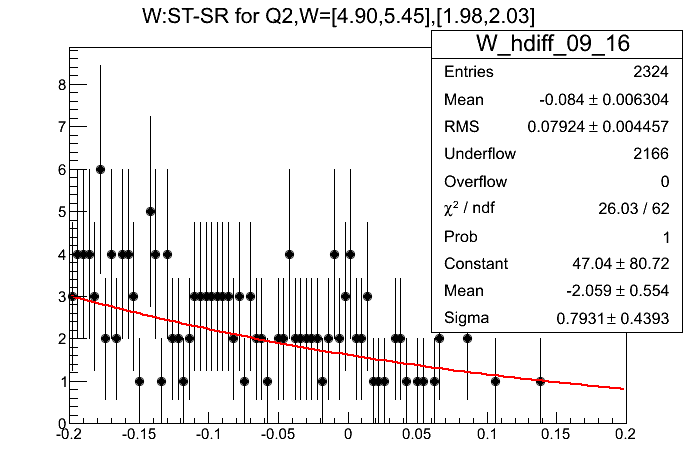 W:ST-SR for Q2,W=[4.90,5.45],[1.98,2.03]
W_hdiff_09_16
Entries 2324
Mean -0.084 ± 0.006304
RMS 0.07924 ± 0.004457
Underflow 2166
Overflow 0
χ² / ndf 26.03 / 62
Prob 1
Constant 47.04 ± 80.72
Mean -2.059 ± 0.554
Sigma 0.7931 ± 0.4393
8
7
6
5
4
3
2
1
0
-0.2 -0.15 -0.1 -0.05 0 0.05 0.1 0.15 0.2